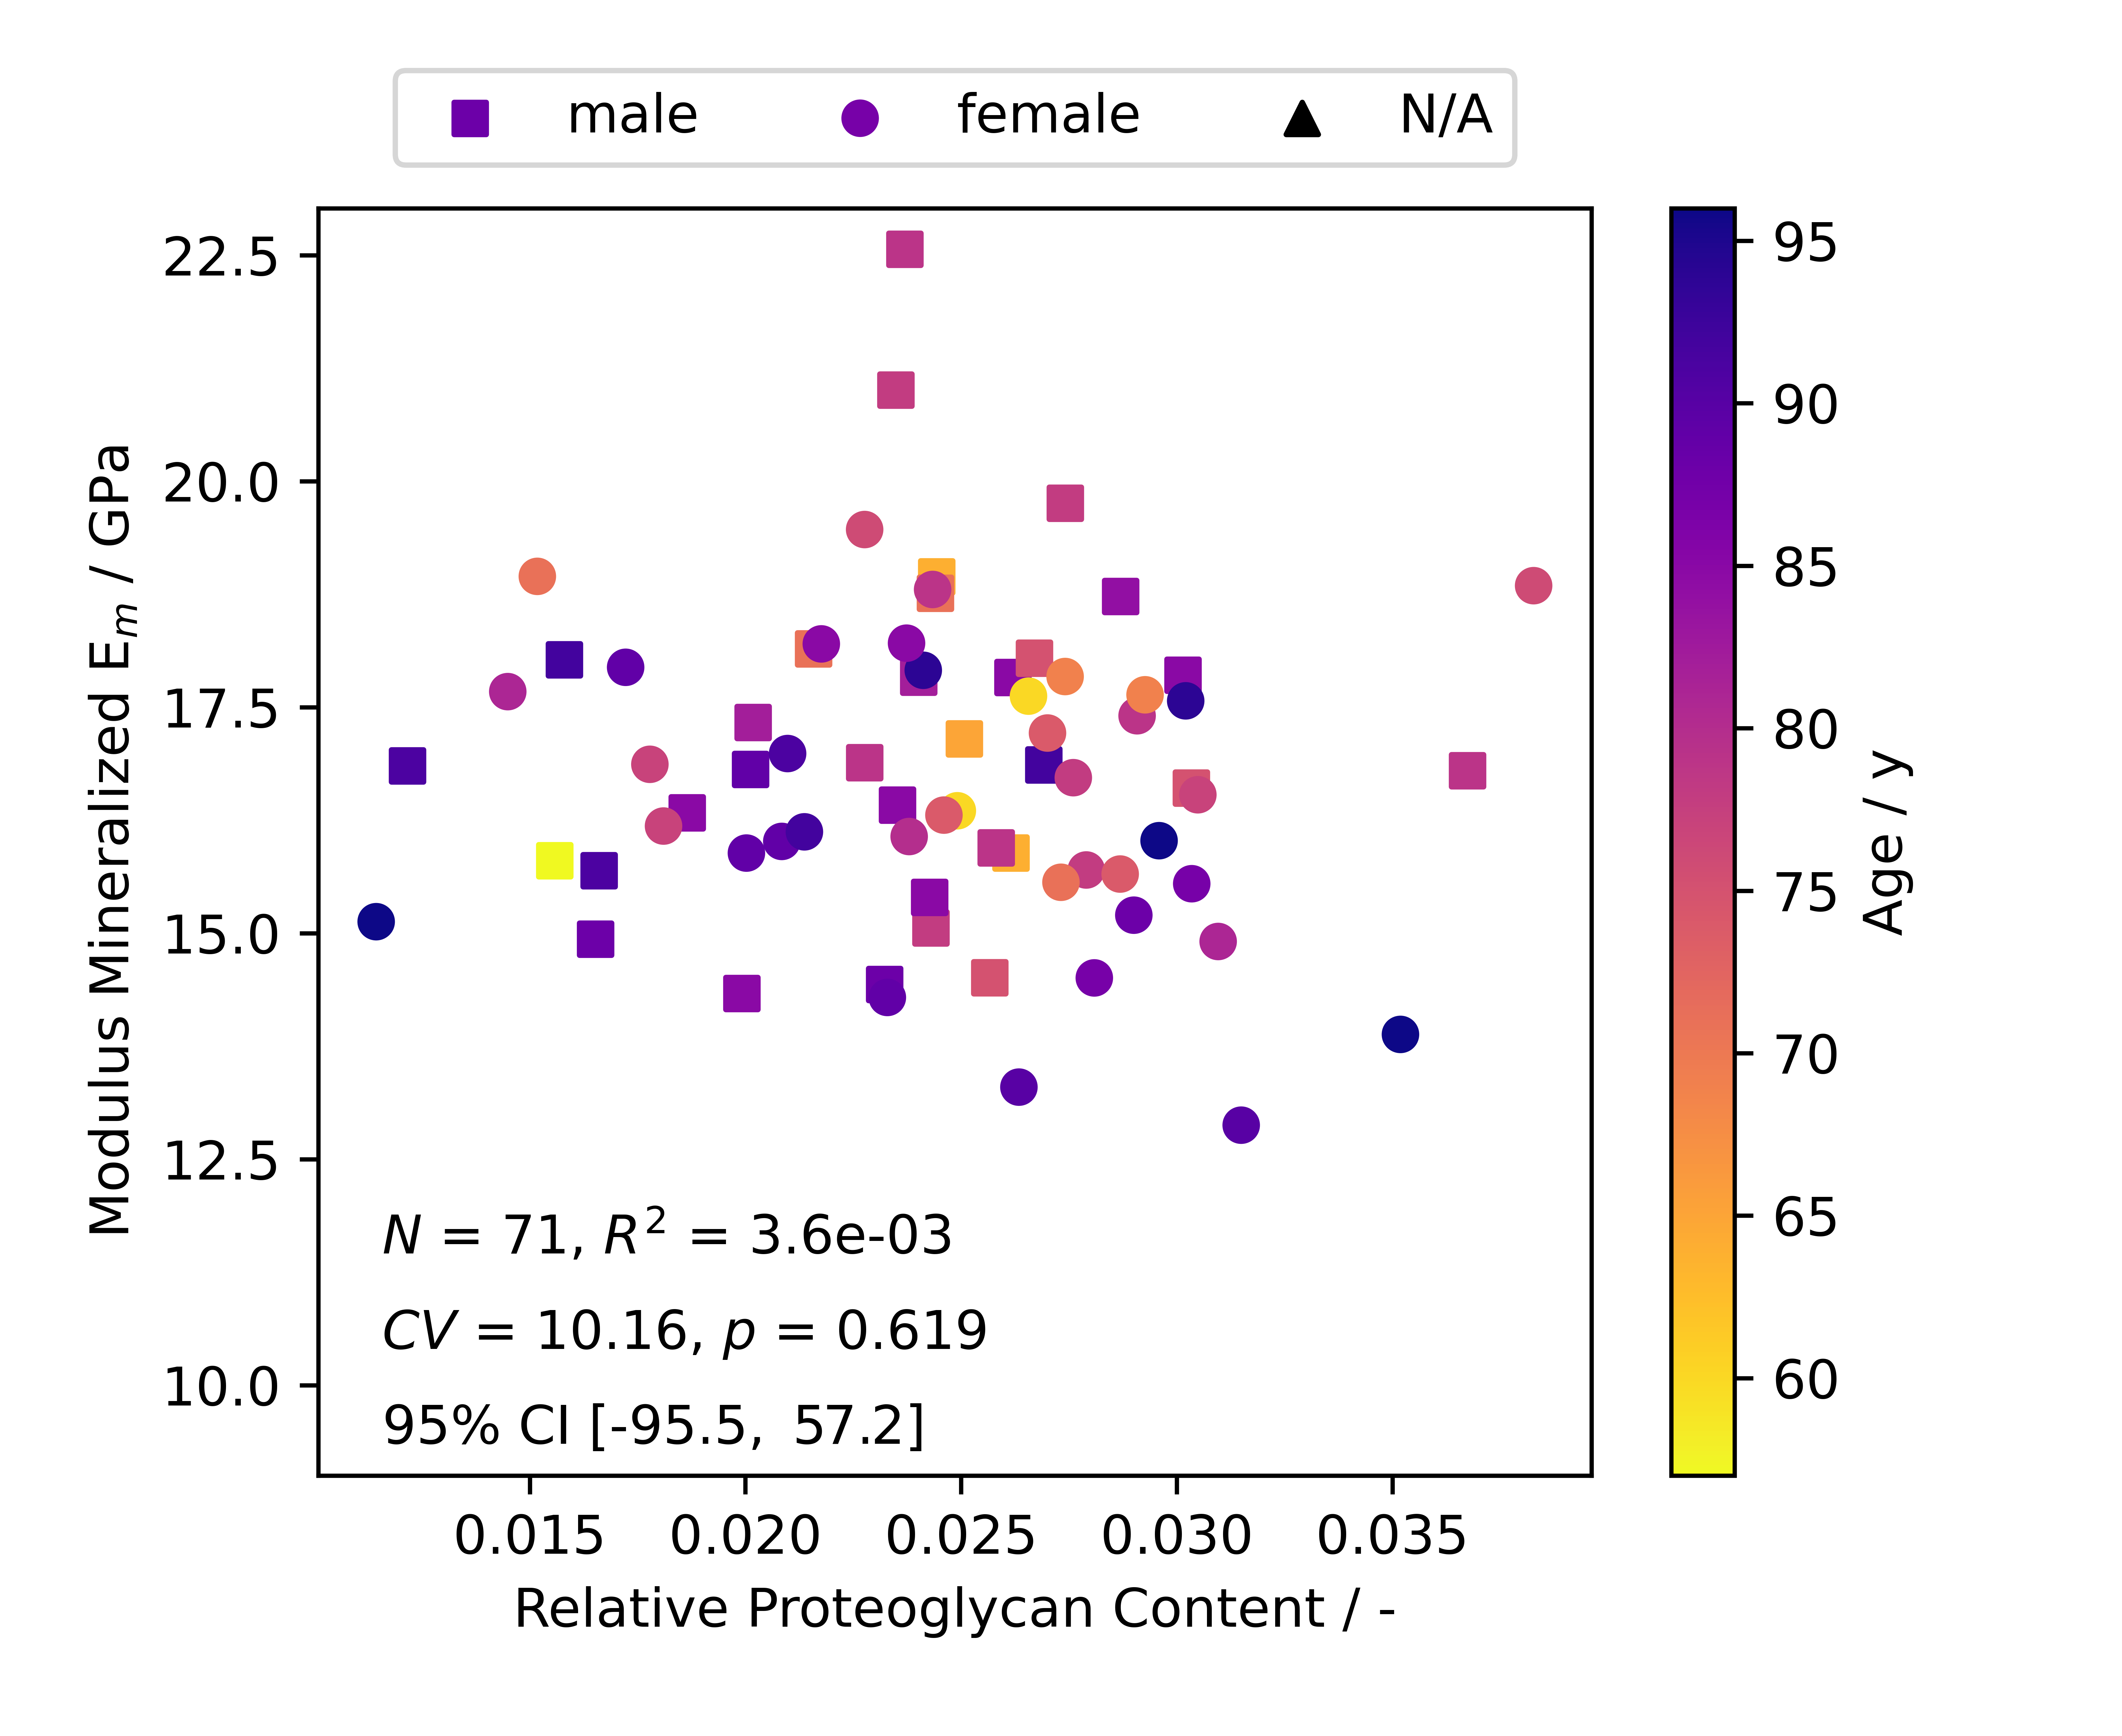 male female N/A
22.5
20.0
17.5
15.0
12.5
10.0
Modulus Mineralized Em / GPa
N = 71, R² = 3.6e-03
CV = 10.16, p = 0.619
95% CI [-95.5, 57.2]
0.015 0.020 0.025 0.030 0.035
Relative Proteoglycan Content / -
95
90
85
80
75
70
65
60
Age / y